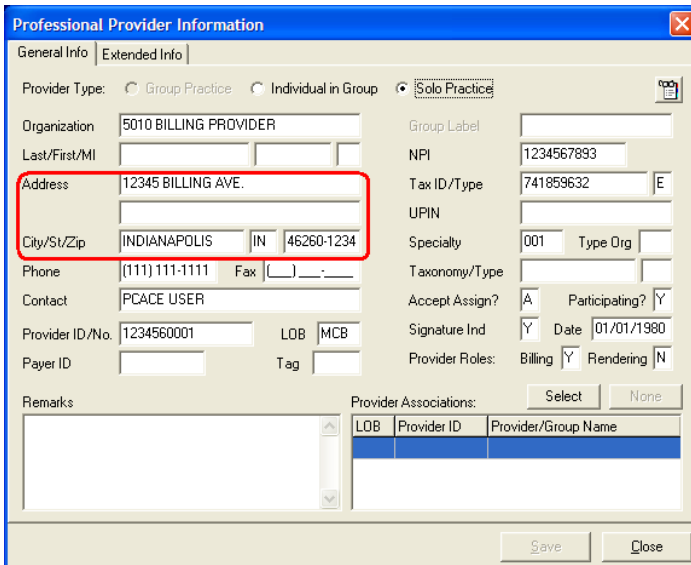 Professional Provider Information
General Info Extended Info
Provider Type: Group Practice Individual in Group Solo Practice
Organization 5010 BILLING PROVIDER Group Label
Last/First/MI NPI 1234567893
Address 12345 BILLING AVE. Tax ID/Type 741859632 E
UPIN
City/St/Zip INDIANAPOLIS IN 46260-1234 Specialty 001 Type Org
Phone (111) 111-1111 Fax (___) ___-____ Taxonomy/Type
Contact PCACE USER Accept Assign? A Participating? Y
Provider ID/No. 1234560001 LOB MCB Signature Ind Y Date 01/01/1980
Payer ID Tag Provider Roles: Billing Y Rendering N
Remarks Provider Associations: Select None
LOB Provider ID Provider/Group Name
Save Close